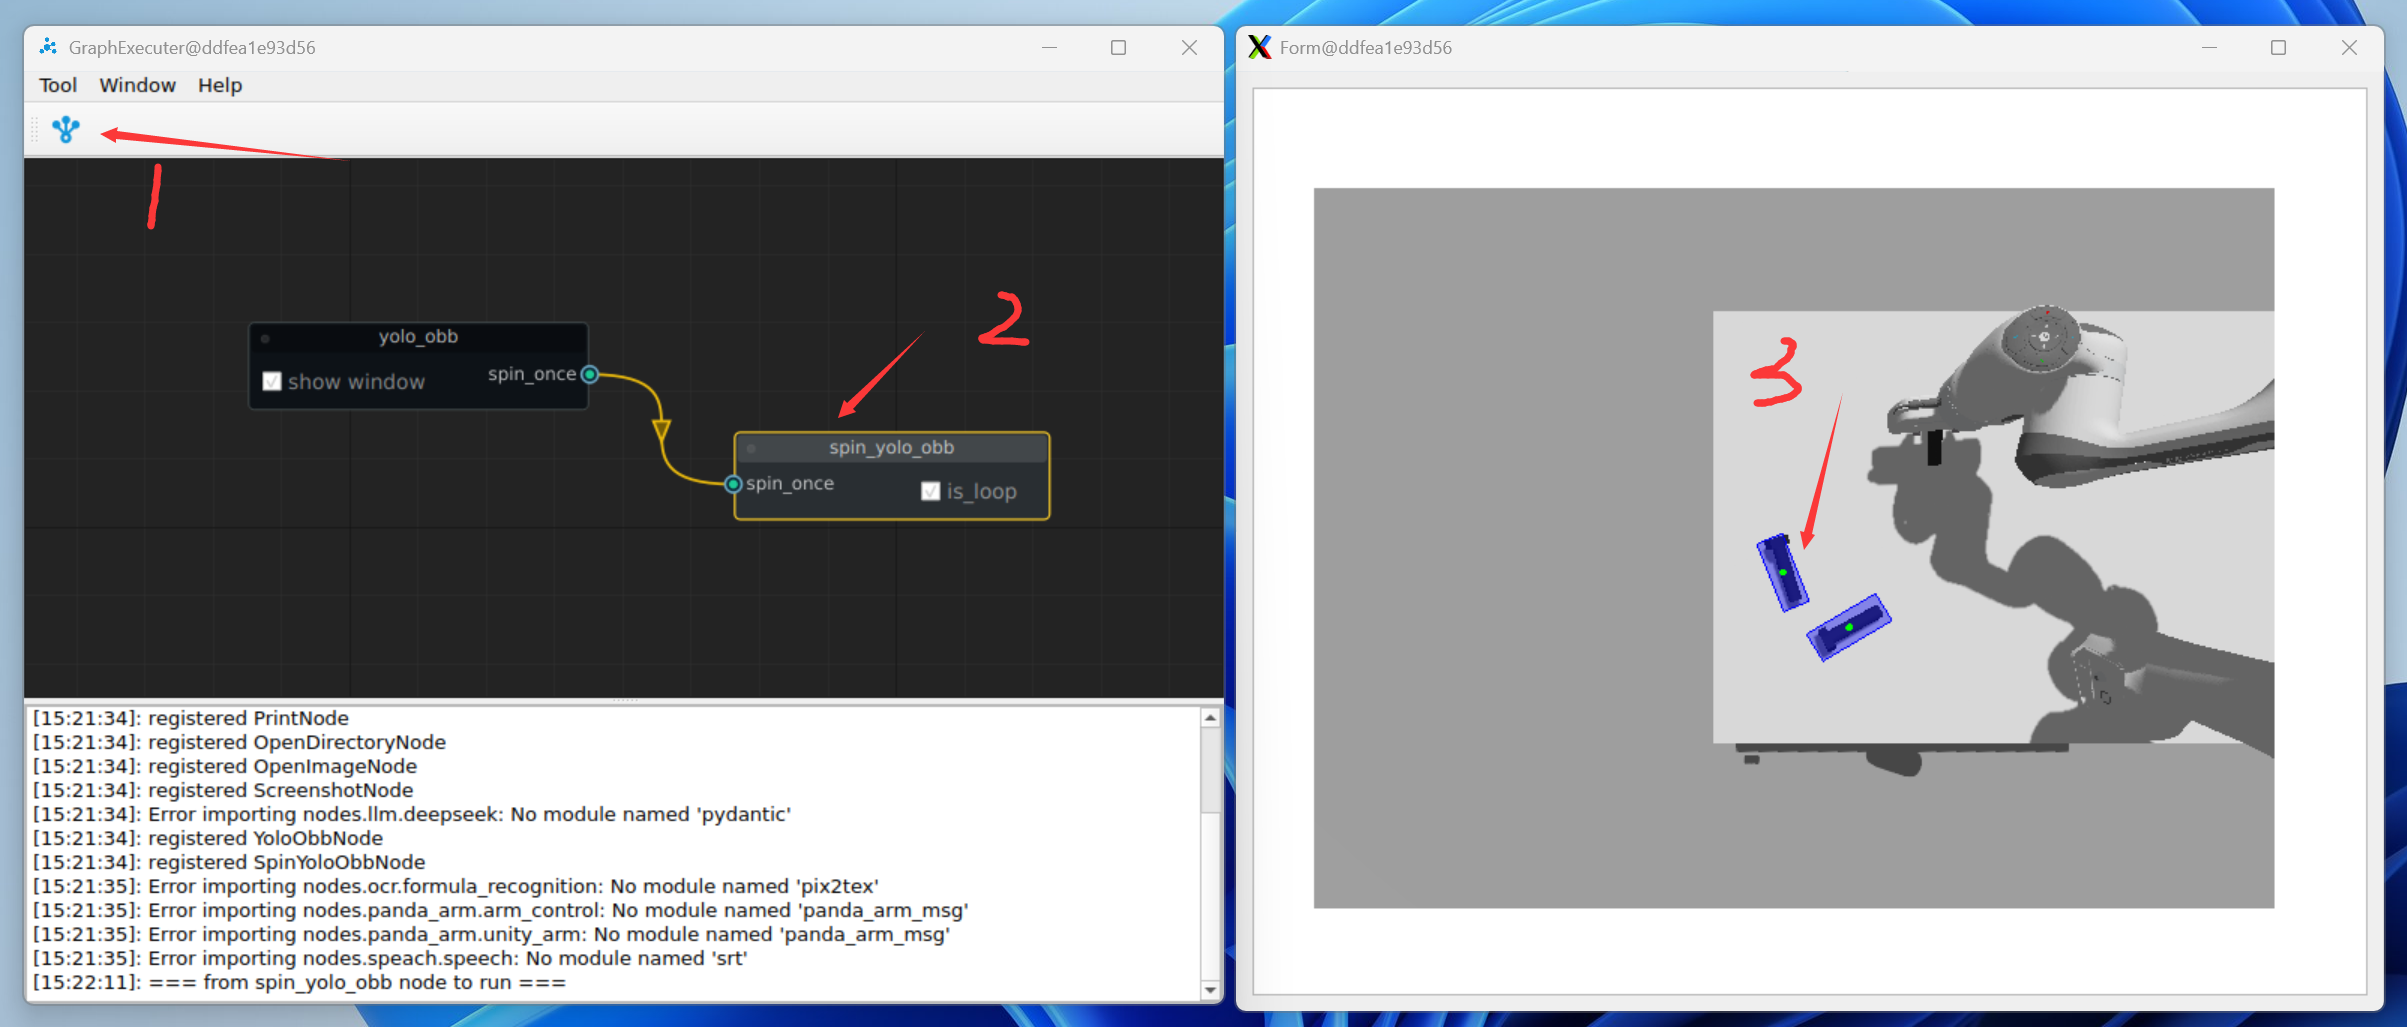 GraphExecuter@ddfea1e93d56
Tool Window Help
1
yolo_obb
show window
spin_once
2
spin_yolo_obb
spin_once
is_loop
[15:21:34]: registered PrintNode
[15:21:34]: registered OpenDirectoryNode
[15:21:34]: registered OpenImageNode
[15:21:34]: registered ScreenshotNode
[15:21:34]: Error importing nodes.llm.deepseek: No module named 'pydantic'
[15:21:34]: registered YoloObbNode
[15:21:34]: registered SpinYoloObbNode
[15:21:35]: Error importing nodes.ocr.formula_recognition: No module named 'pix2tex'
[15:21:35]: Error importing nodes.panda_arm.arm_control: No module named 'panda_arm_msg'
[15:21:35]: Error importing nodes.panda_arm.unity_arm: No module named 'panda_arm_msg'
[15:21:35]: Error importing nodes.speach.speech: No module named 'srt'
[15:22:11]: === from spin_yolo_obb node to run ===
Form@ddfea1e93d56
3